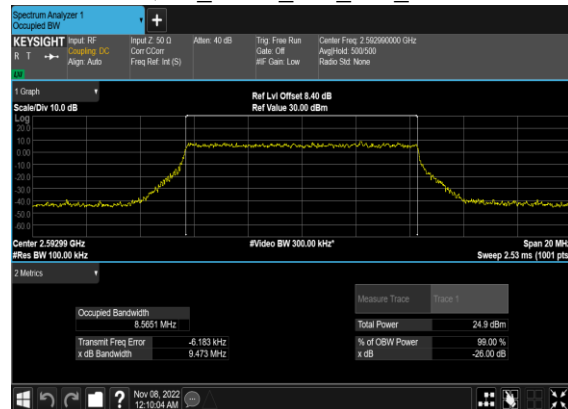 Spectrum Analyzer 1
Occupied BW
KEYSIGHT Input: RF Input Z: 50 Ω Atten: 40 dB Trig: Free Run Center Freq: 2.592990000 GHz
R T Coupling: DC Corr CCorr Gate: Off Avg|Hold: 500/500
Align: Auto Freq Ref: Int (S) #IF Gain: Low Radio Std: None
LXI
1 Graph
Ref Lvl Offset 8.40 dB
Scale/Div 10.0 dB Ref Value 30.00 dBm
Log
20.0
10.0
0.00
-10.0
-20.0
-30.0
-40.0
-50.0
-60.0
Center 2.59299 GHz #Video BW 300.00 kHz* Span 20 MHz
#Res BW 100.00 kHz Sweep 2.53 ms (1001 pts
2 Metrics
Measure Trace Trace 1
Occupied Bandwidth
8.5651 MHz Total Power 24.9 dBm
Transmit Freq Error -6.183 kHz % of OBW Power 99.00 %
x dB Bandwidth 9.473 MHz x dB -26.00 dB
? Nov 08, 2022
12:10:04 AM